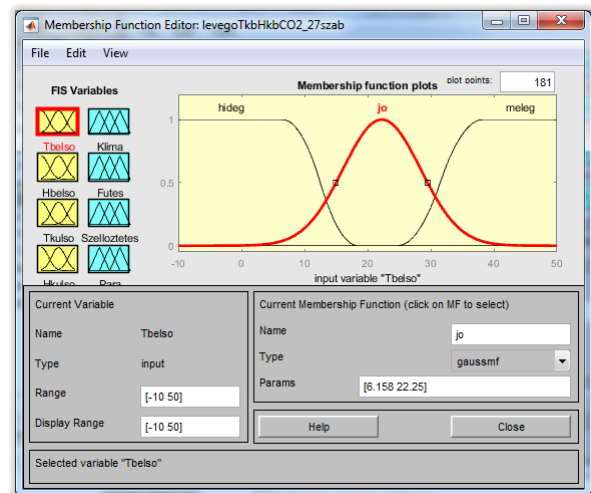 Membership Function Editor: levegoTkbHkbCO2_27szab
File Edit View
FIS Variables
Membership function plots
plot points:
181
Tbelso Klima
Hbelso Futes
Tkulso Szelloztetes
Hkulso Para
hideg jo meleg
1
0.5
0
-10 0 10 20 30 40 50
input variable "Tbelso"
Current Variable
Name Tbelso
Type input
Range [-10 50]
Display Range [-10 50]
Current Membership Function (click on MF to select)
Name jo
Type gaussmf
Params [6.158 22.25]
Help Close
Selected variable "Tbelso"